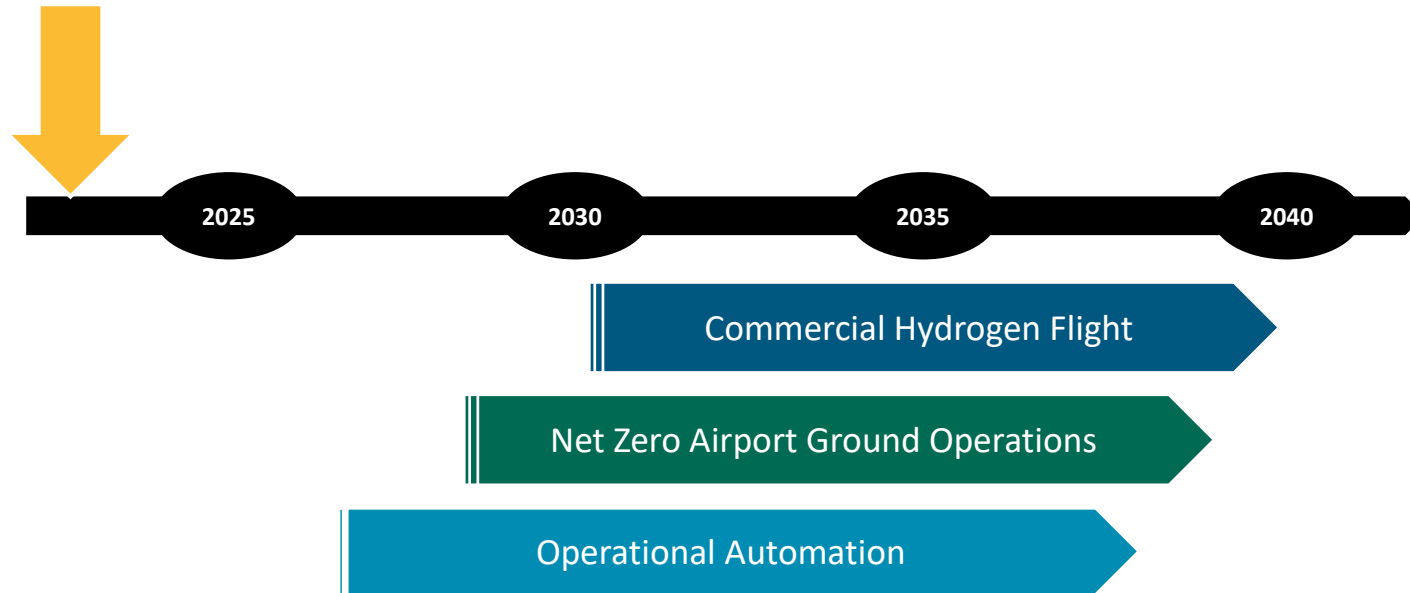 2025 2030 2035 2040
Commercial Hydrogen Flight
Net Zero Airport Ground Operations
Operational Automation